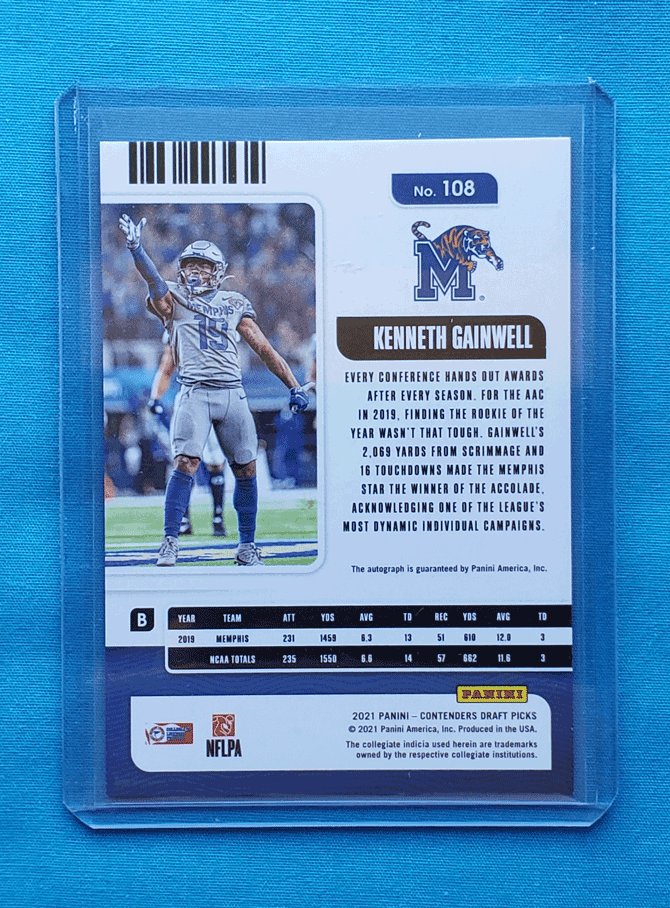 No. 108
M
®
MEMPHIS
19
KENNETH GAINWELL
EVERY CONFERENCE HANDS OUT AWARDS
AFTER EVERY SEASON. FOR THE AAC
IN 2019, FINDING THE ROOKIE OF THE
YEAR WASN'T THAT TOUGH. GAINWELL'S
2,069 YARDS FROM SCRIMMAGE AND
16 TOUCHDOWNS MADE THE MEMPHIS
STAR THE WINNER OF THE ACCOLADE,
ACKNOWLEDGING ONE OF THE LEAGUE'S
MOST DYNAMIC INDIVIDUAL CAMPAIGNS.
The autograph is guaranteed by Panini America, Inc.
B
YEAR TEAM ATT YDS AVG TD REC YDS AVG TD
2019 MEMPHIS 231 1459 6.3 13 51 610 12.0 3
NCAA TOTALS 235 1550 6.6 14 57 662 11.6 3
PANINI
2021 PANINI – CONTENDERS DRAFT PICKS
© 2021 Panini America, Inc. Produced in the USA.
The collegiate indicia used herein are trademarks
owned by the respective collegiate institutions.
NFLPA